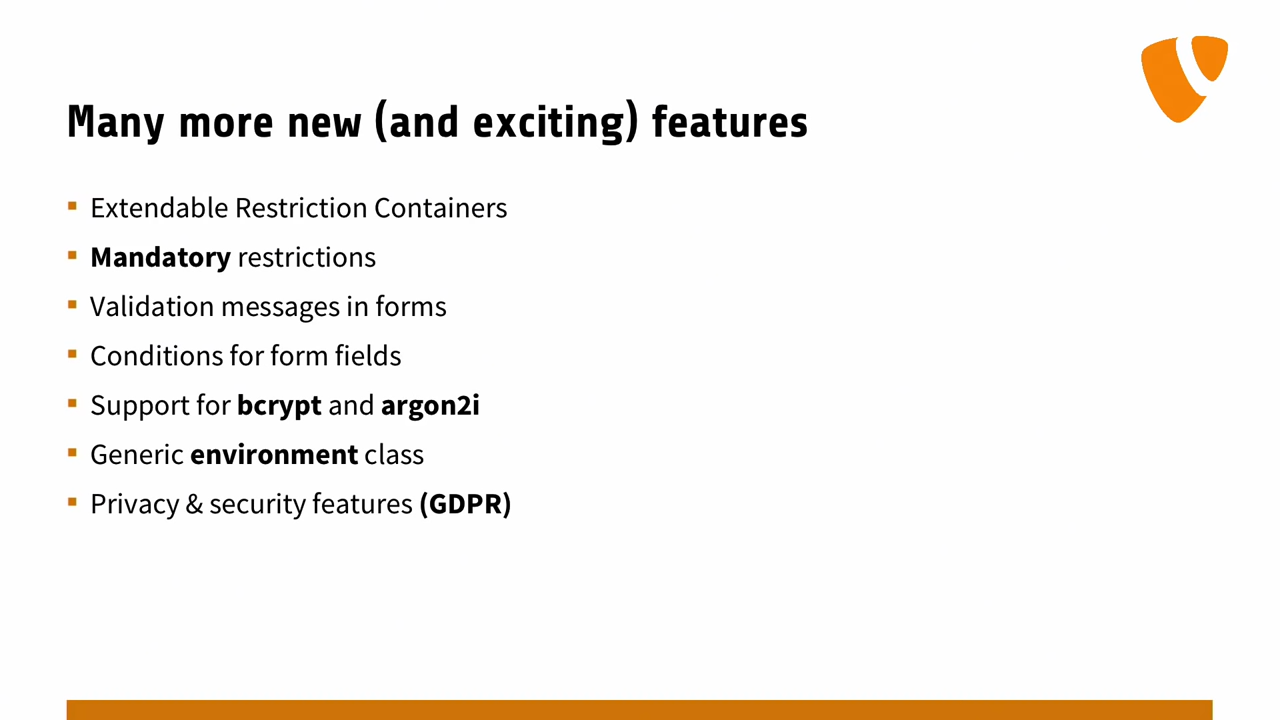 Many more new (and exciting) features
Extendable Restriction Containers
Mandatory restrictions
Validation messages in forms
Conditions for form fields
Support for bcrypt and argon2i
Generic environment class
Privacy & security features (GDPR)